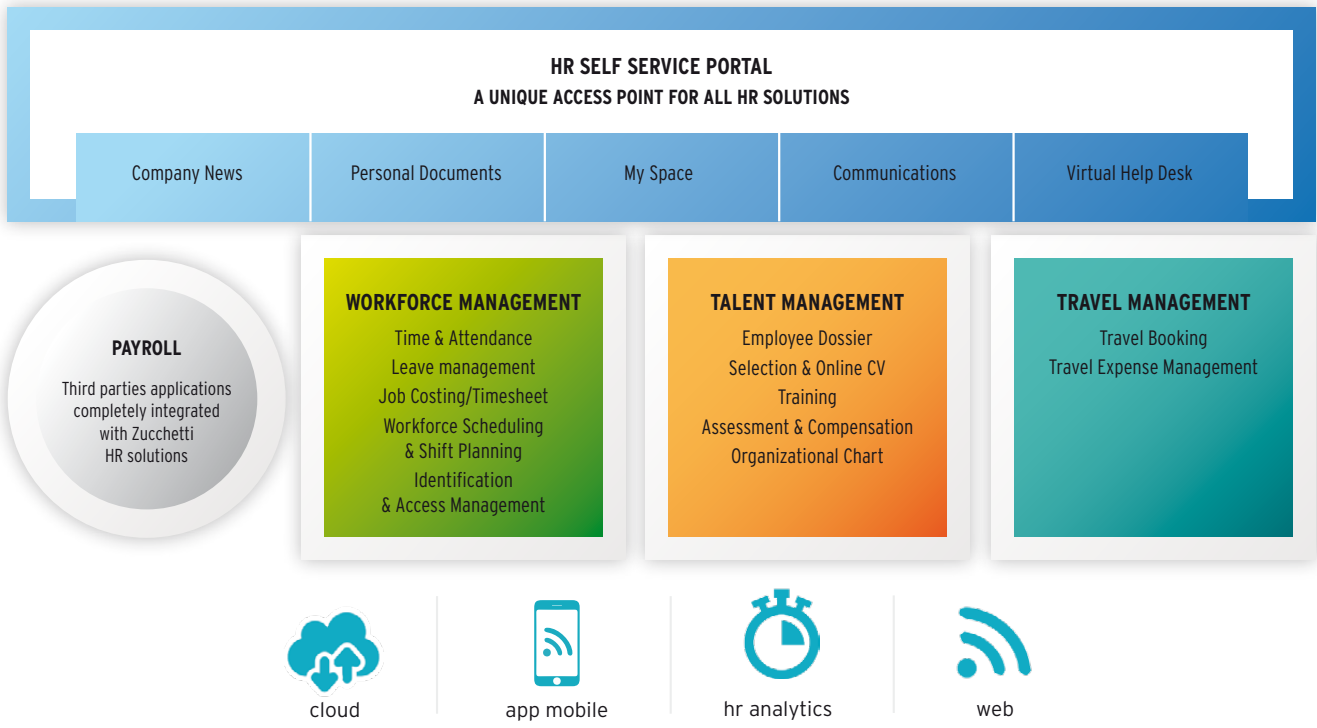 HR SELF SERVICE PORTAL
A UNIQUE ACCESS POINT FOR ALL HR SOLUTIONS
Company News
Personal Documents
My Space
Communications
Virtual Help Desk
PAYROLL
Third parties applications
completely integrated
with Zucchetti
HR solutions
WORKFORCE MANAGEMENT
Time & Attendance
Leave management
Job Costing/Timesheet
Workforce Scheduling
& Shift Planning
Identification
& Access Management
TALENT MANAGEMENT
Employee Dossier
Selection & Online CV
Training
Assessment & Compensation
Organizational Chart
TRAVEL MANAGEMENT
Travel Booking
Travel Expense Management
cloud
app mobile
hr analytics
web